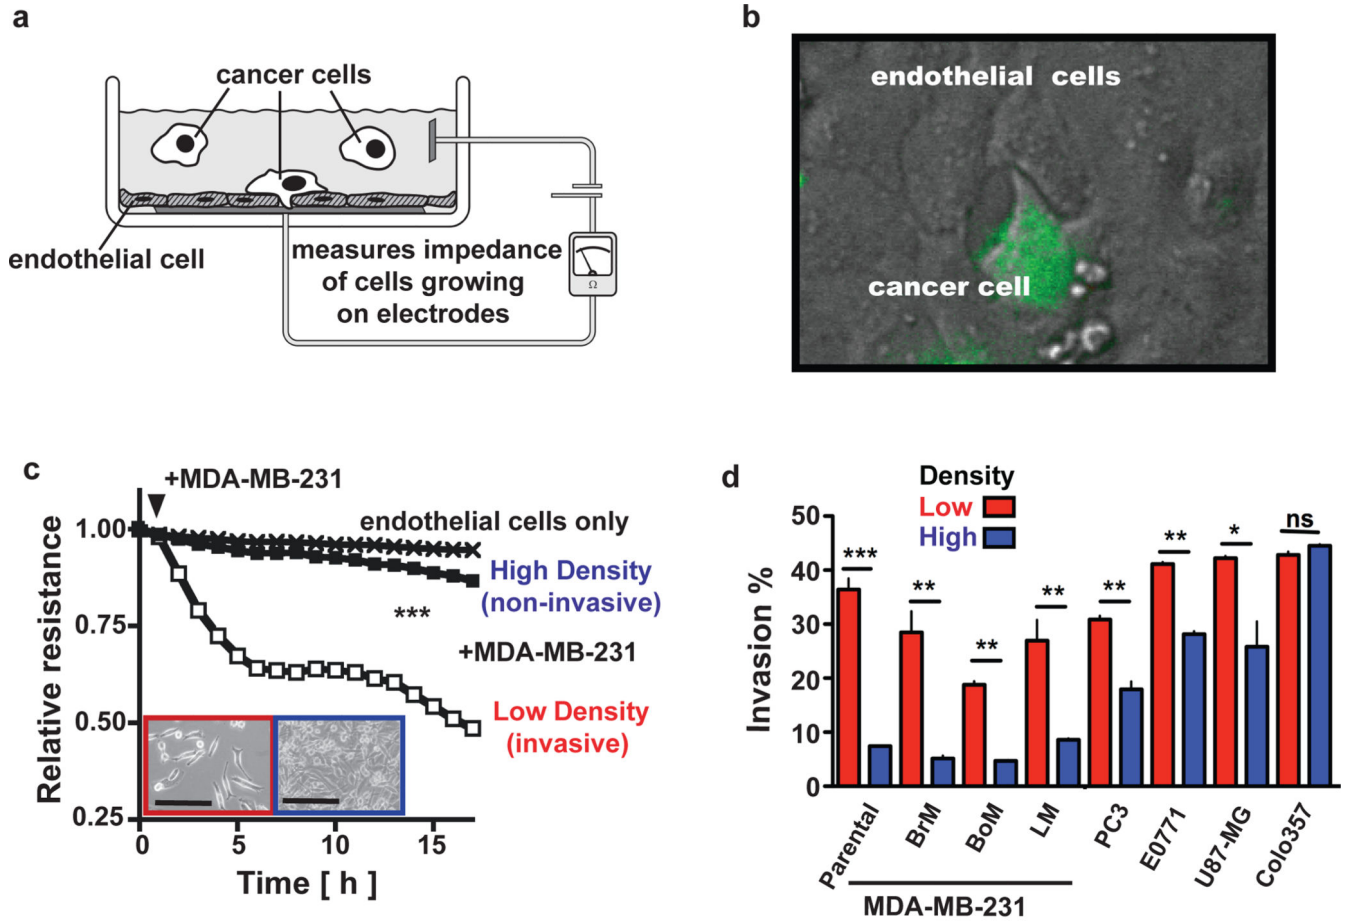 a
cancer cells
endothelial cell
measures impedance
of cells growing
on electrodes
Ω
b
endothelial cells
cancer cell
c
+MDA-MB-231
endothelial cells only
High Density
(non-invasive)
***
+MDA-MB-231
Low Density
(invasive)
Relative resistance
1.00
0.75
0.50
0.25
0 5 10 15
Time [ h ]
d
Density
Low
High
Invasion %
50
40
30
20
10
0
*** ** ** ** ** ** * ns
Parental BrM BoM LM PC3 E0771 U87-MG Colo357
MDA-MB-231